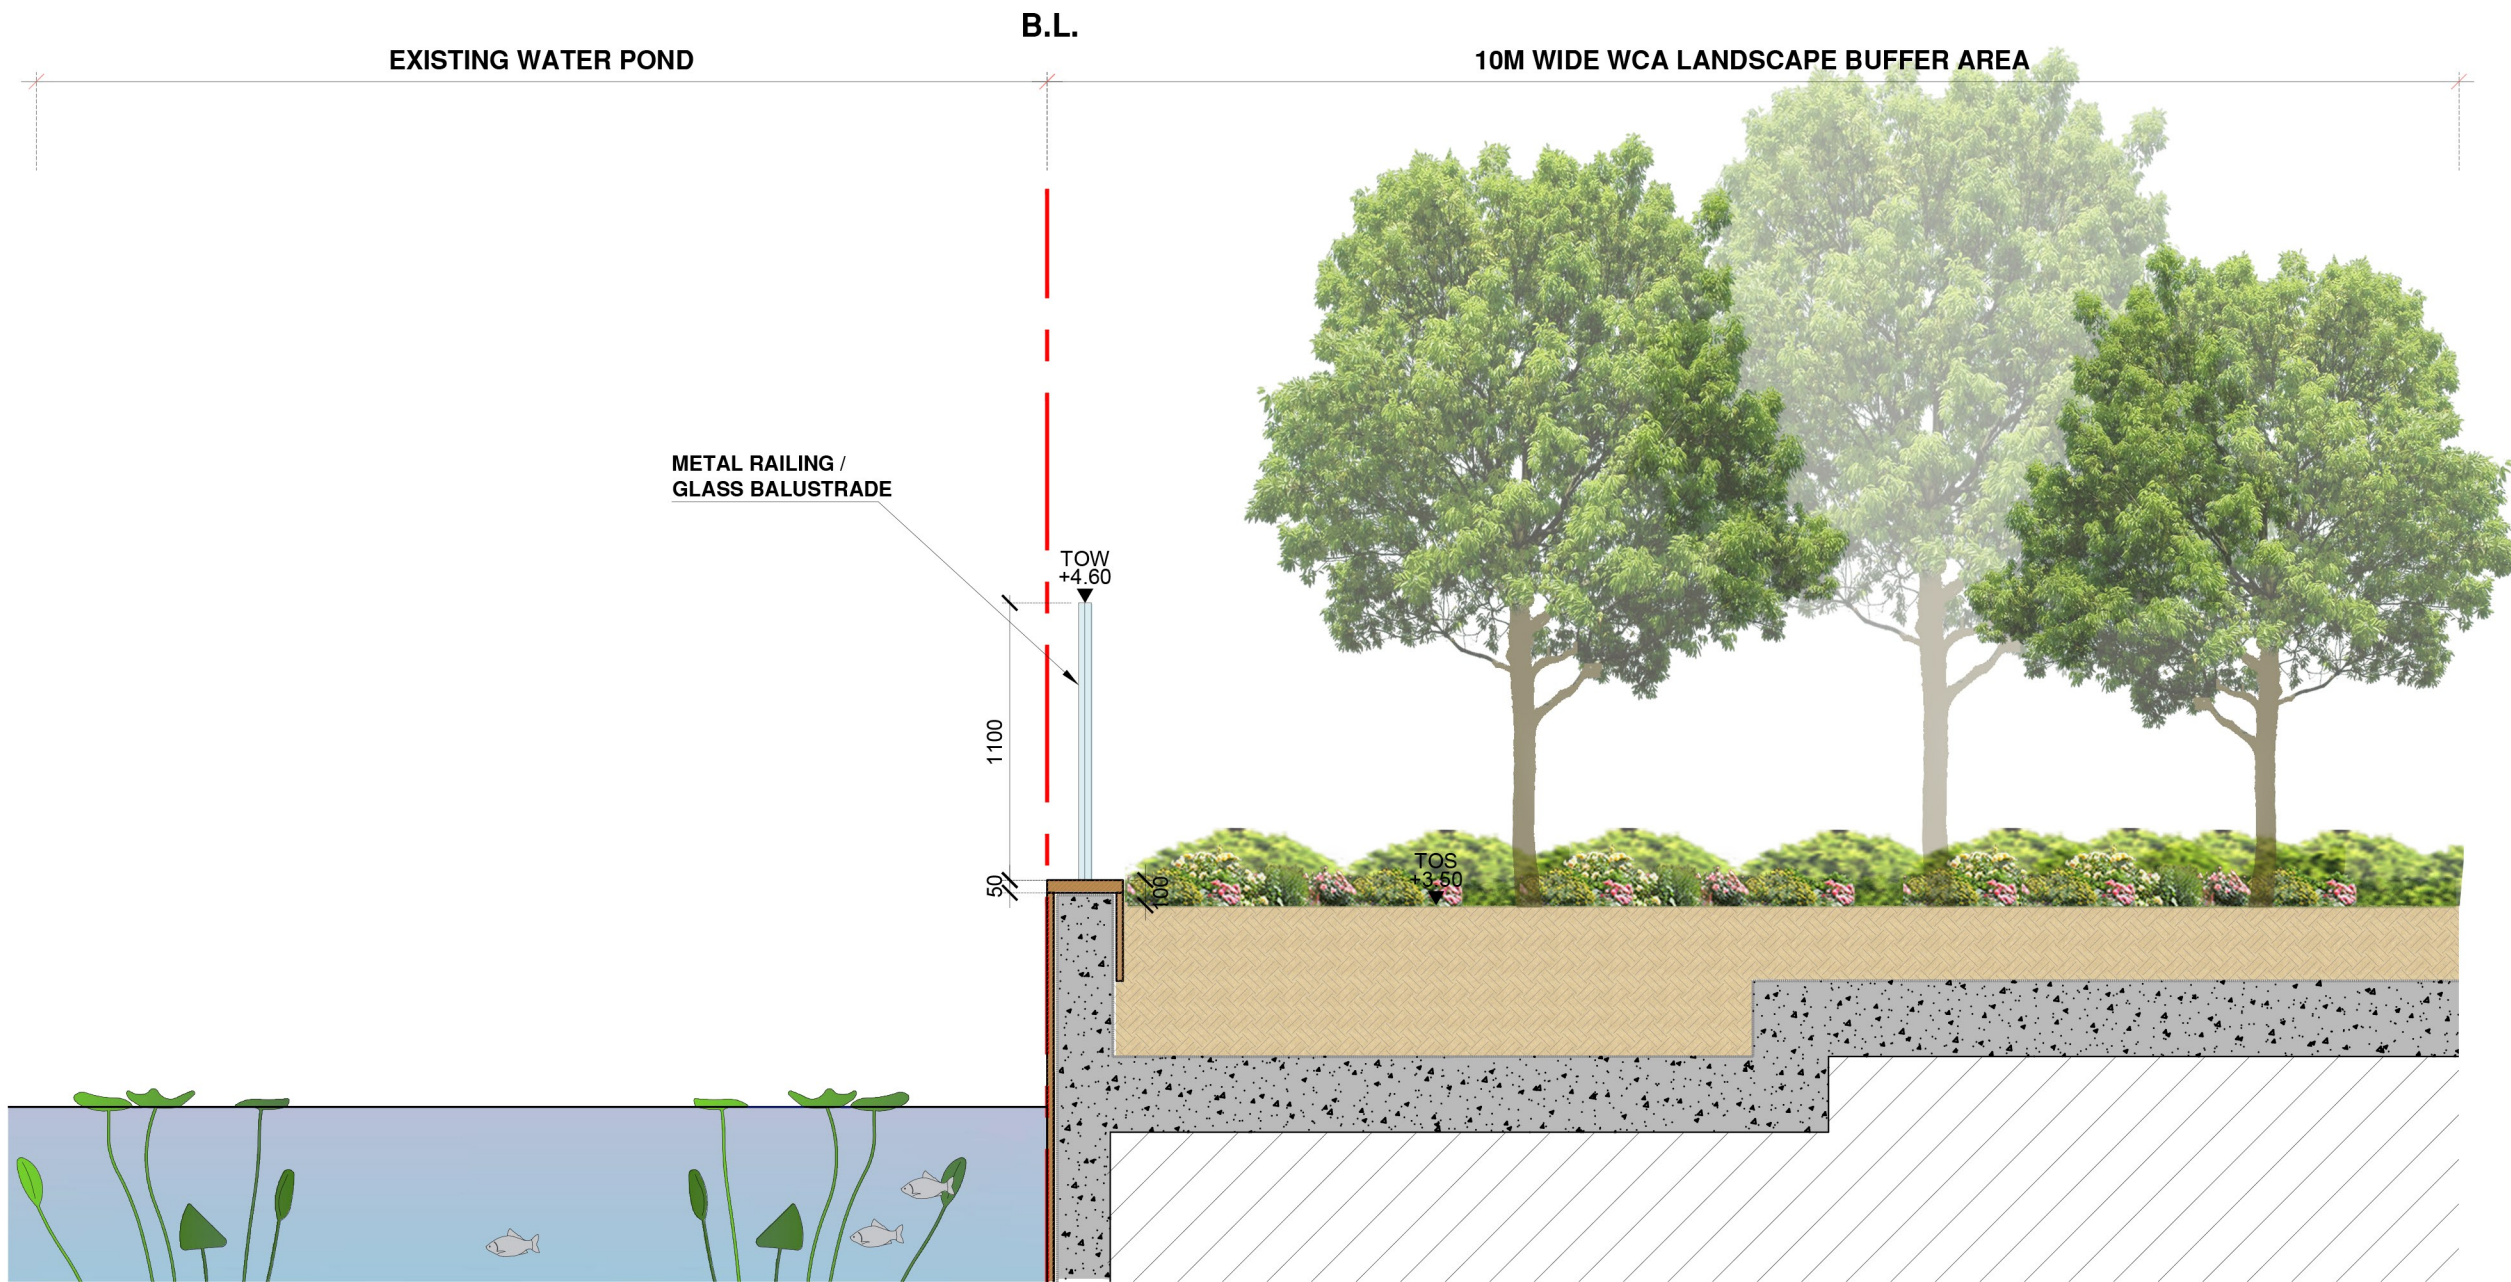 B.L.
EXISTING WATER POND
10M WIDE WCA LANDSCAPE BUFFER AREA
METAL RAILING /
GLASS BALUSTRADE
TOW
+4.60
1100
50
100
TOS
+3.50